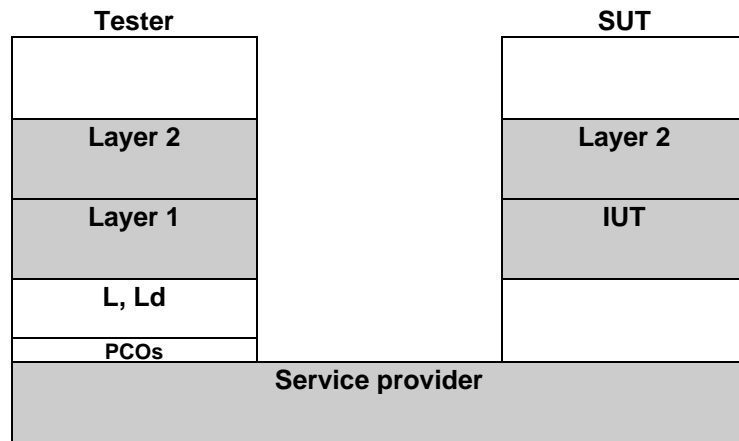 Tester
SUT
Layer 2
Layer 2
Layer 1
IUT
L, Ld
PCOs
Service provider